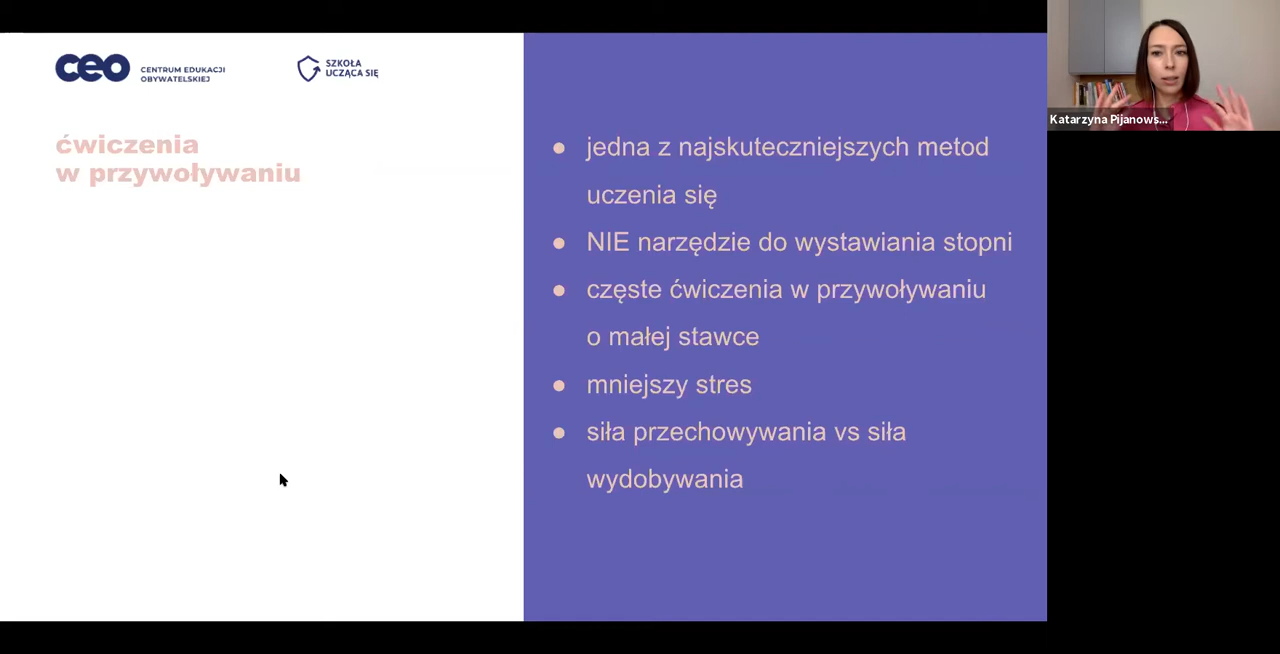 ceo
CENTRUM EDUKACJI
OBYWATELSKIEJ
SZKOŁA
UCZĄCA SIĘ
ćwiczenia
w przywoływaniu
● jedna z najskuteczniejszych metod
uczenia się
● NIE narzędzie do wystawiania stopni
● częste ćwiczenia w przywoływaniu
o małej stawce
● mniejszy stres
● siła przechowywania vs siła
wydobywania
Katarzyna Pijanows...